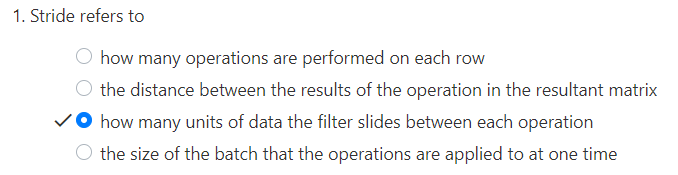 1. Stride refers to
how many operations are performed on each row
the distance between the results of the operation in the resultant matrix
how many units of data the filter slides between each operation
the size of the batch that the operations are applied to at one time